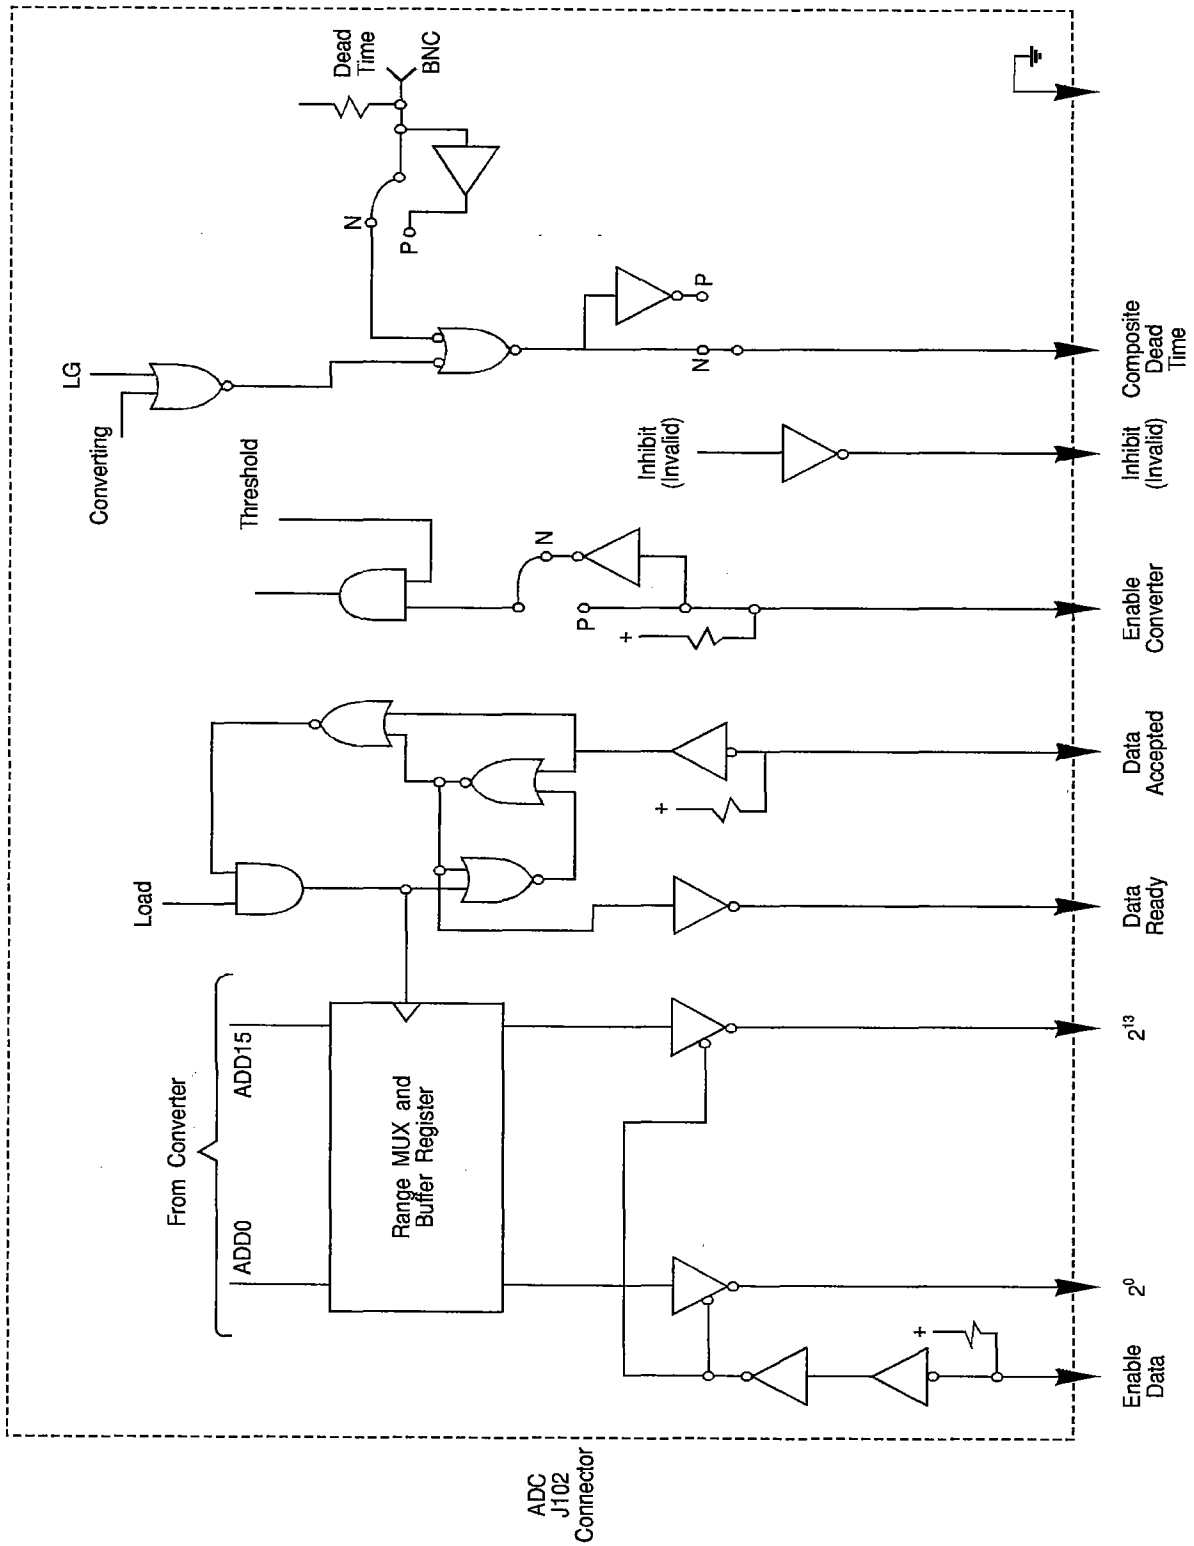 Dead
Time
BNC
N
P
LG
Converting
P
N
Composite
Dead
Time
Inhibit
(Invalid)
Inhibit
(Invalid)
Threshold
N
P
+
Enable
Converter
+
Data
Accepted
Load
Data
Ready
From Converter
ADD15
ADD0
Range MUX and
Buffer Register
2¹³
2⁰
+
Enable
Data
ADC
J102
Connector